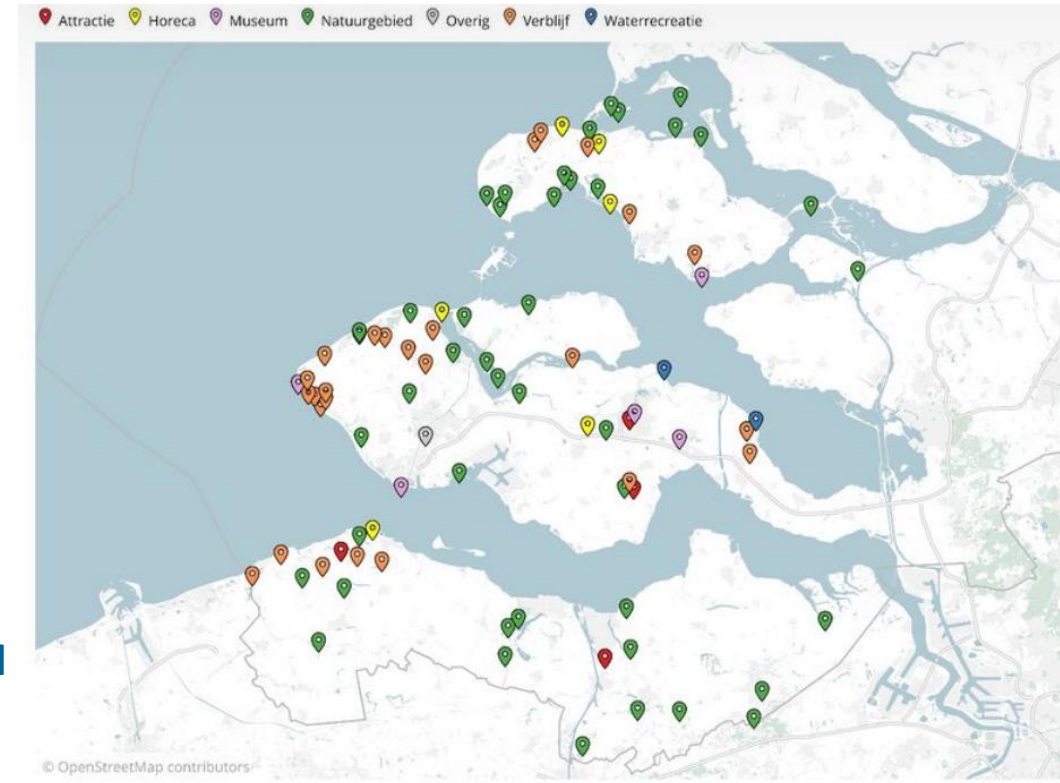 Attractie Horeca Museum Natuurgebied Overig Verblijf Waterrecreatie
© OpenStreetMap contributors